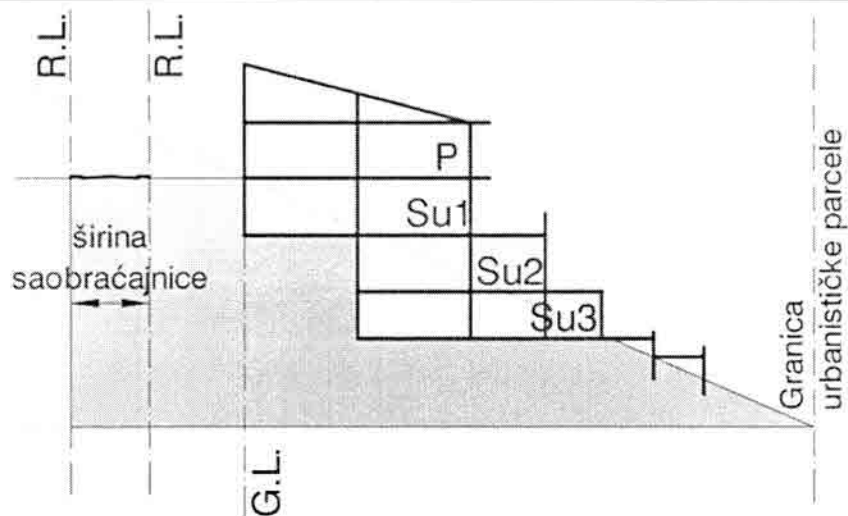 R.L.
R.L.
P
Su1
Su2
Su3
širina
saobraćajnice
G.L.
Granica
urbanističke parcele